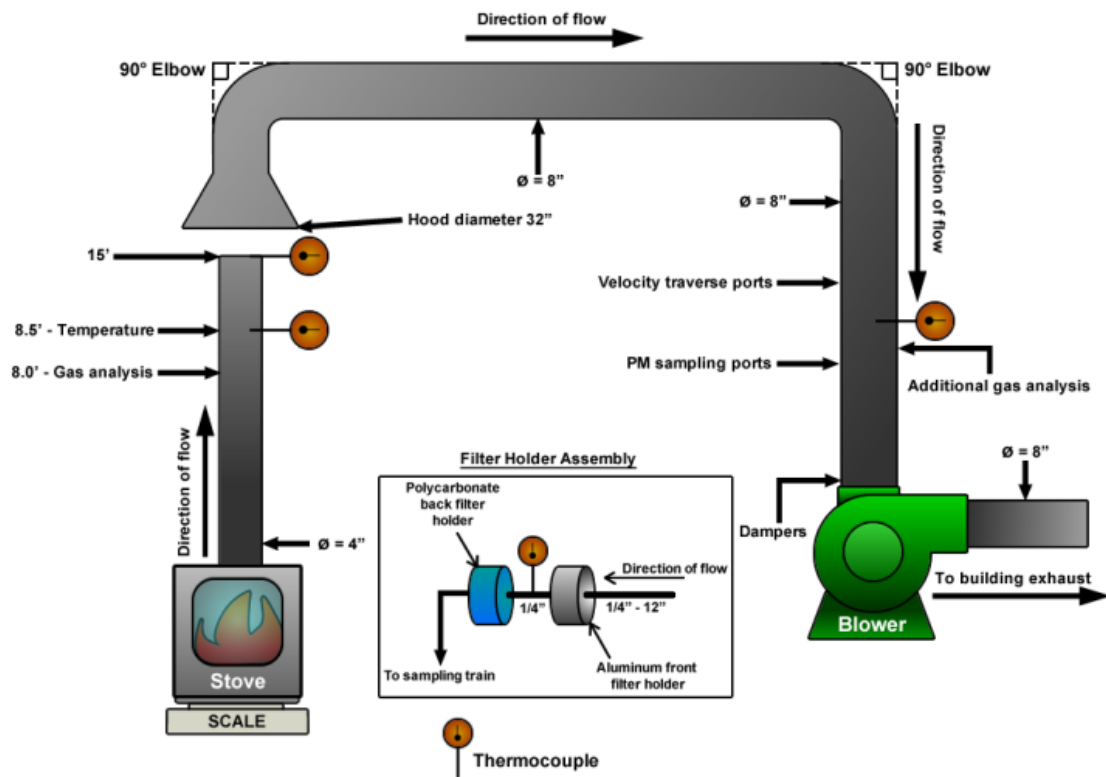 Direction of flow
90° Elbow
90° Elbow
Direction of flow
Ø = 8”
Ø = 8”
Hood diameter 32”
15’
Velocity traverse ports
8.5’ - Temperature
8.0’ - Gas analysis
PM sampling ports
Additional gas analysis
Direction of flow
Filter Holder Assembly
Ø = 8”
Polycarbonate
back filter
holder
Dampers
Ø = 4”
Direction of flow
1/4”
1/4” - 12”
To building exhaust
Blower
Stove
To sampling train
Aluminum front
filter holder
SCALE
Thermocouple